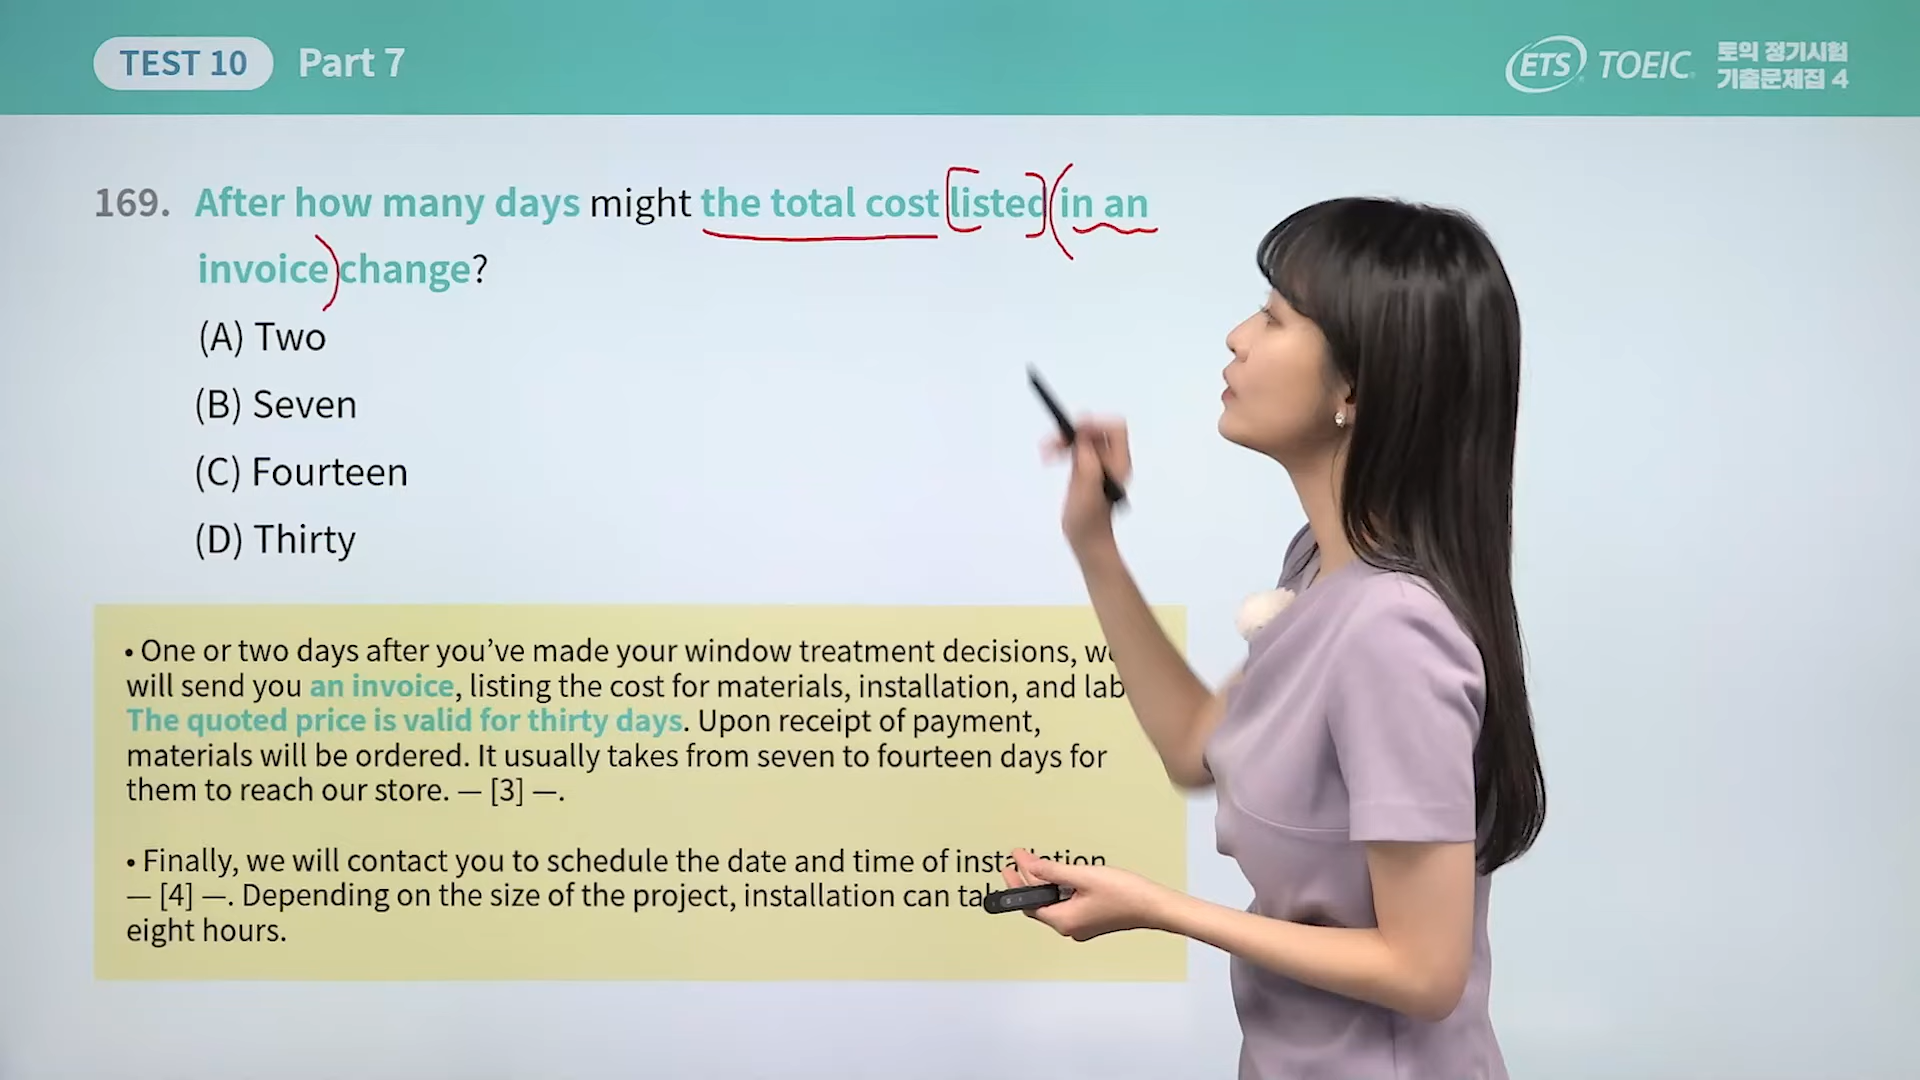 TEST 10 Part 7
ETS TOEIC 토익 정기시험
기출문제집 4
169. After how many days might the total cost listed in an
invoice change?
(A) Two
(B) Seven
(C) Fourteen
(D) Thirty
• One or two days after you’ve made your window treatment decisions,
will send you an invoice, listing the cost for materials, installation, and
The quoted price is valid for thirty days. Upon receipt of payment,
materials will be ordered. It usually takes from seven to fourteen days for
them to reach our store. — [3] —.
• Finally, we will contact you to schedule the date and time of installation.
— [4] —. Depending on the size of the project, installation can
eight hours.